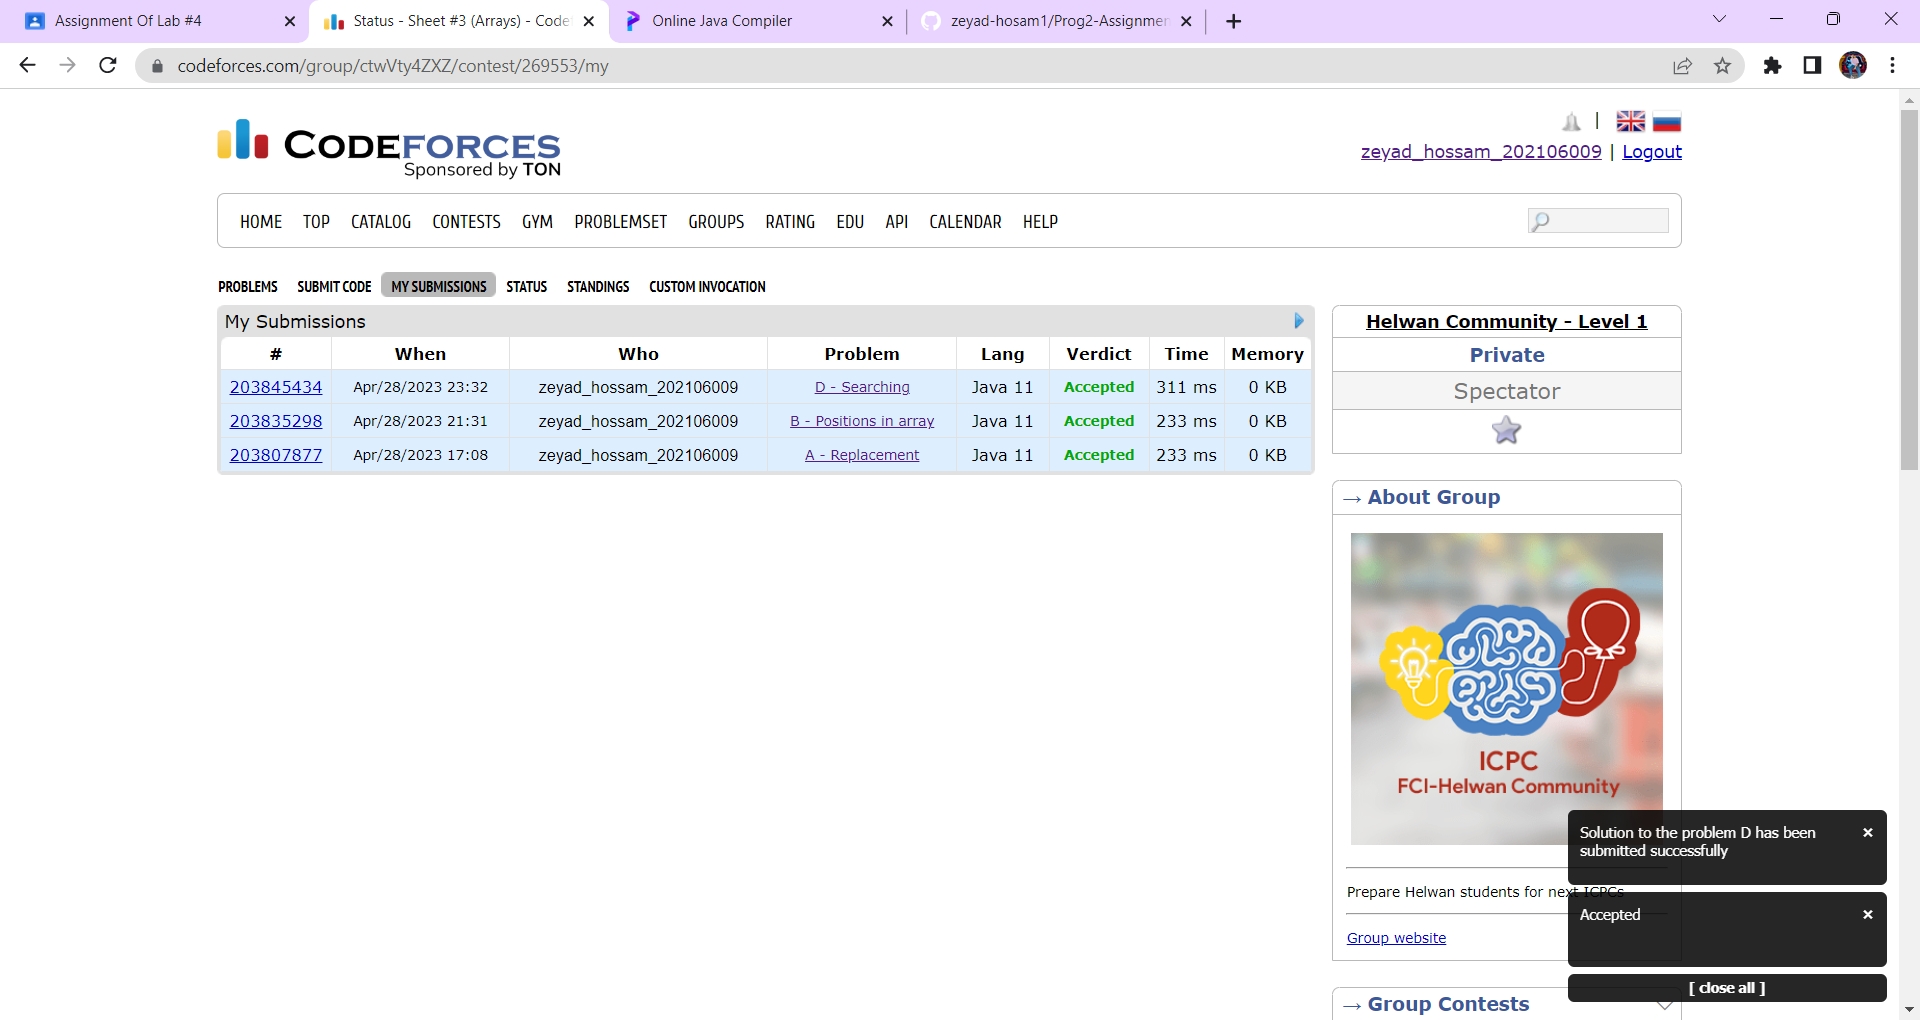 Assignment Of Lab #4
Status - Sheet #3 (Arrays) - Code
Online Java Compiler
zeyad-hosam1/Prog2-Assignmen
codeforces.com/group/ctwVty4ZXZ/contest/269553/my
CODEFORCES
Sponsored by TON
zeyad_hossam_202106009 | Logout
HOME TOP CATALOG CONTESTS GYM PROBLEMSET GROUPS RATING EDU API CALENDAR HELP
PROBLEMS SUBMIT CODE MY SUBMISSIONS STATUS STANDINGS CUSTOM INVOCATION
My Submissions
# When Who Problem Lang Verdict Time Memory
203845434 Apr/28/2023 23:32 zeyad_hossam_202106009 D - Searching Java 11 Accepted 311 ms 0 KB
203835298 Apr/28/2023 21:31 zeyad_hossam_202106009 B - Positions in array Java 11 Accepted 233 ms 0 KB
203807877 Apr/28/2023 17:08 zeyad_hossam_202106009 A - Replacement Java 11 Accepted 233 ms 0 KB
Helwan Community - Level 1
Private
Spectator
→ About Group
ICPC
FCI-Helwan Community
Prepare Helwan students for next ICPCs
Group website
→ Group Contests
Solution to the problem D has been
submitted successfully
Accepted
[ close all ]